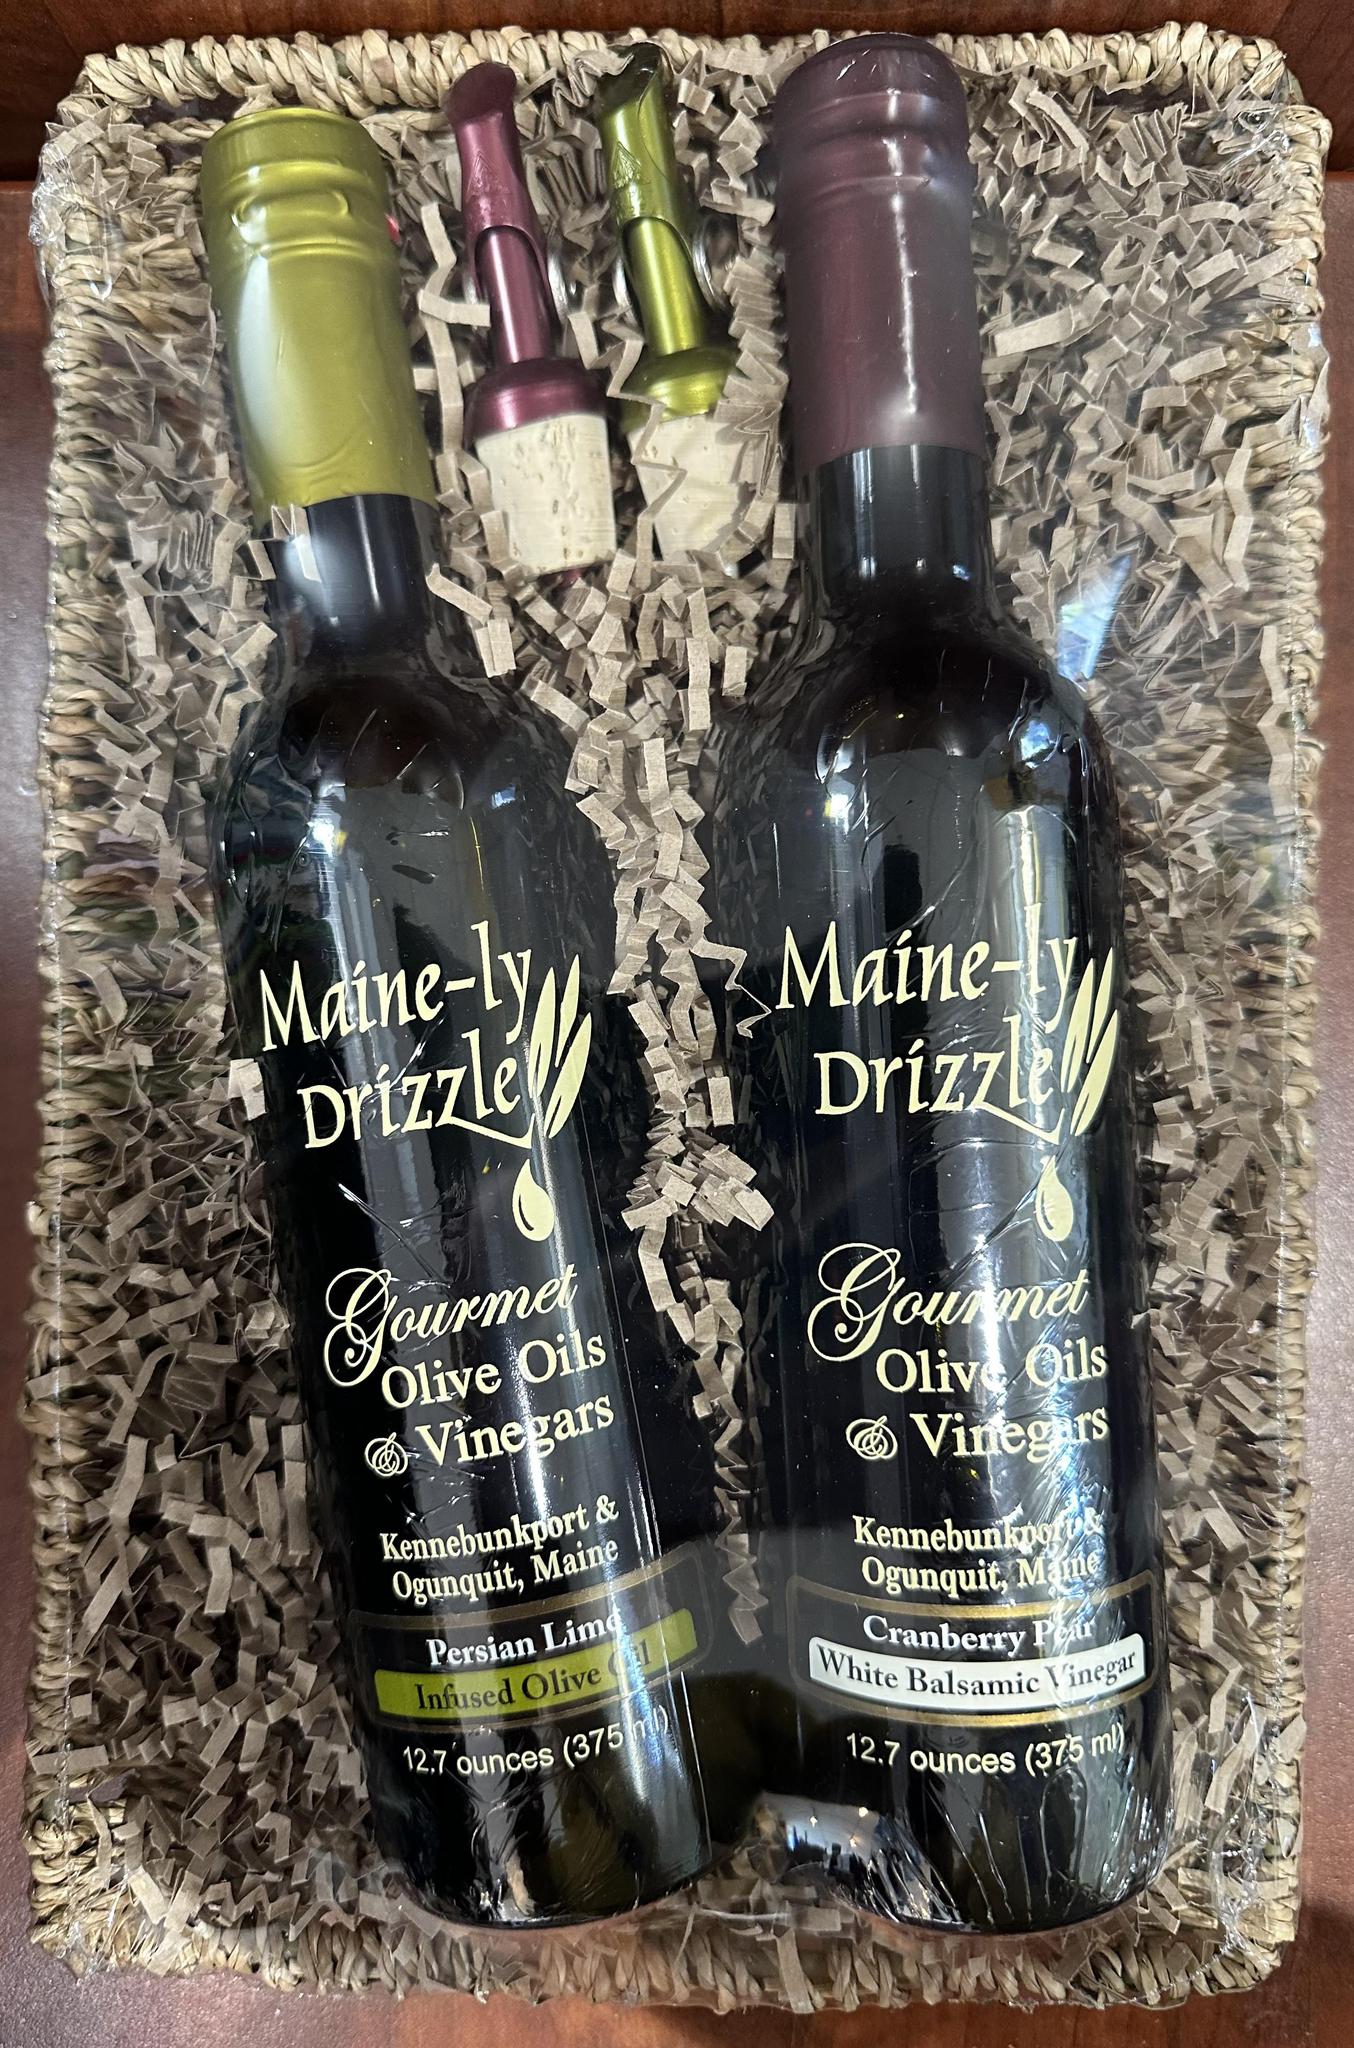 Maine-ly
Drizzle
Gourmet
Olive Oils
& Vinegars
Kennebunkport &
Ogunquit, Maine
Persian Lime
Infused Olive Oil
12.7 ounces (375 ml)
Maine-ly
Drizzle
Gourmet
Olive Oils
& Vinegars
Kennebunkport &
Ogunquit, Maine
Cranberry Pear
White Balsamic Vinegar
12.7 ounces (375 ml)